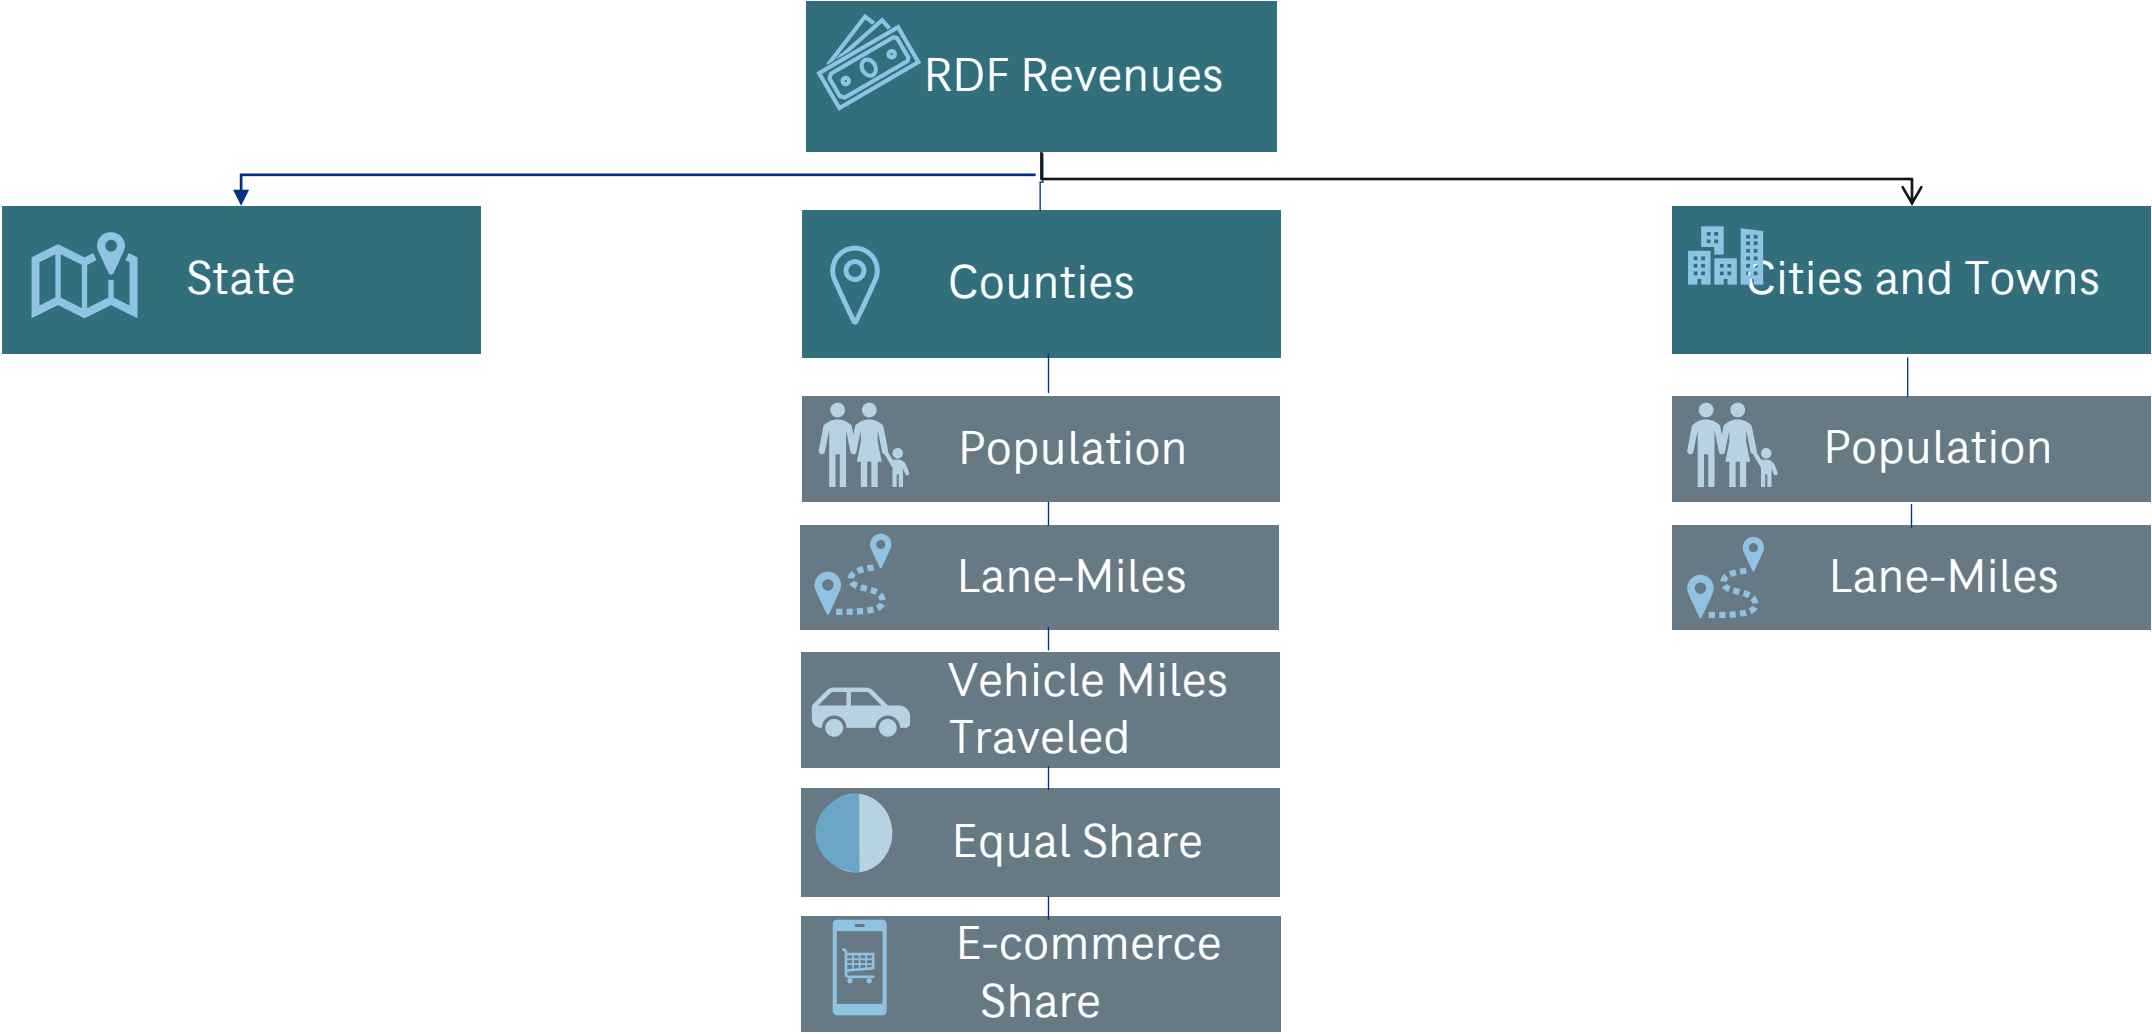 RDF Revenues
State
Counties
Cities and Towns
Population
Population
Lane-Miles
Lane-Miles
Vehicle Miles
Traveled
Equal Share
E-commerce
Share